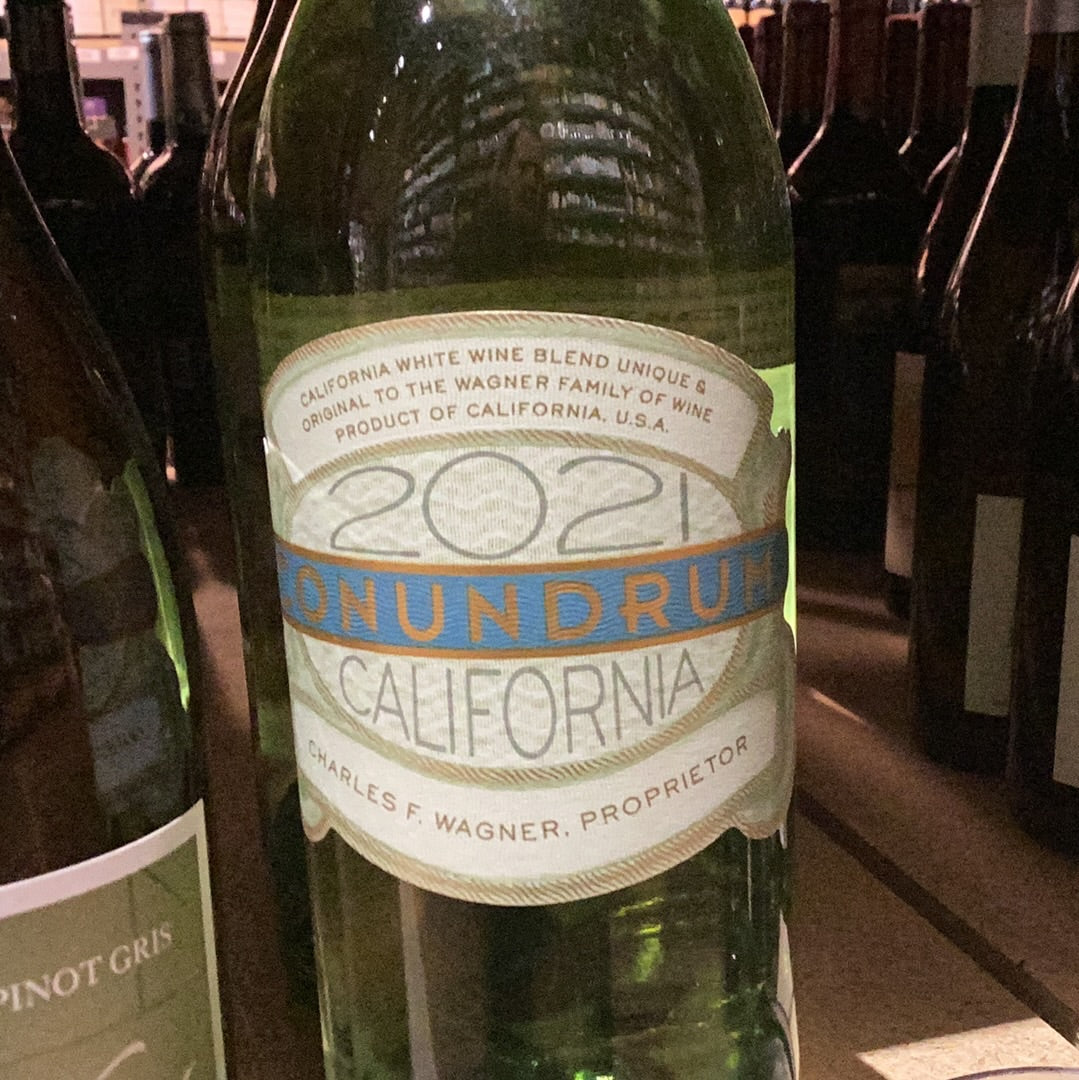 CALIFORNIA WHITE WINE BLEND UNIQUE &
ORIGINAL TO THE WAGNER FAMILY OF WINE
PRODUCT OF CALIFORNIA, U.S.A.
2021
CONUNDRUM
CALIFORNIA
CHARLES F. WAGNER, PROPRIETOR
PINOT GRIS